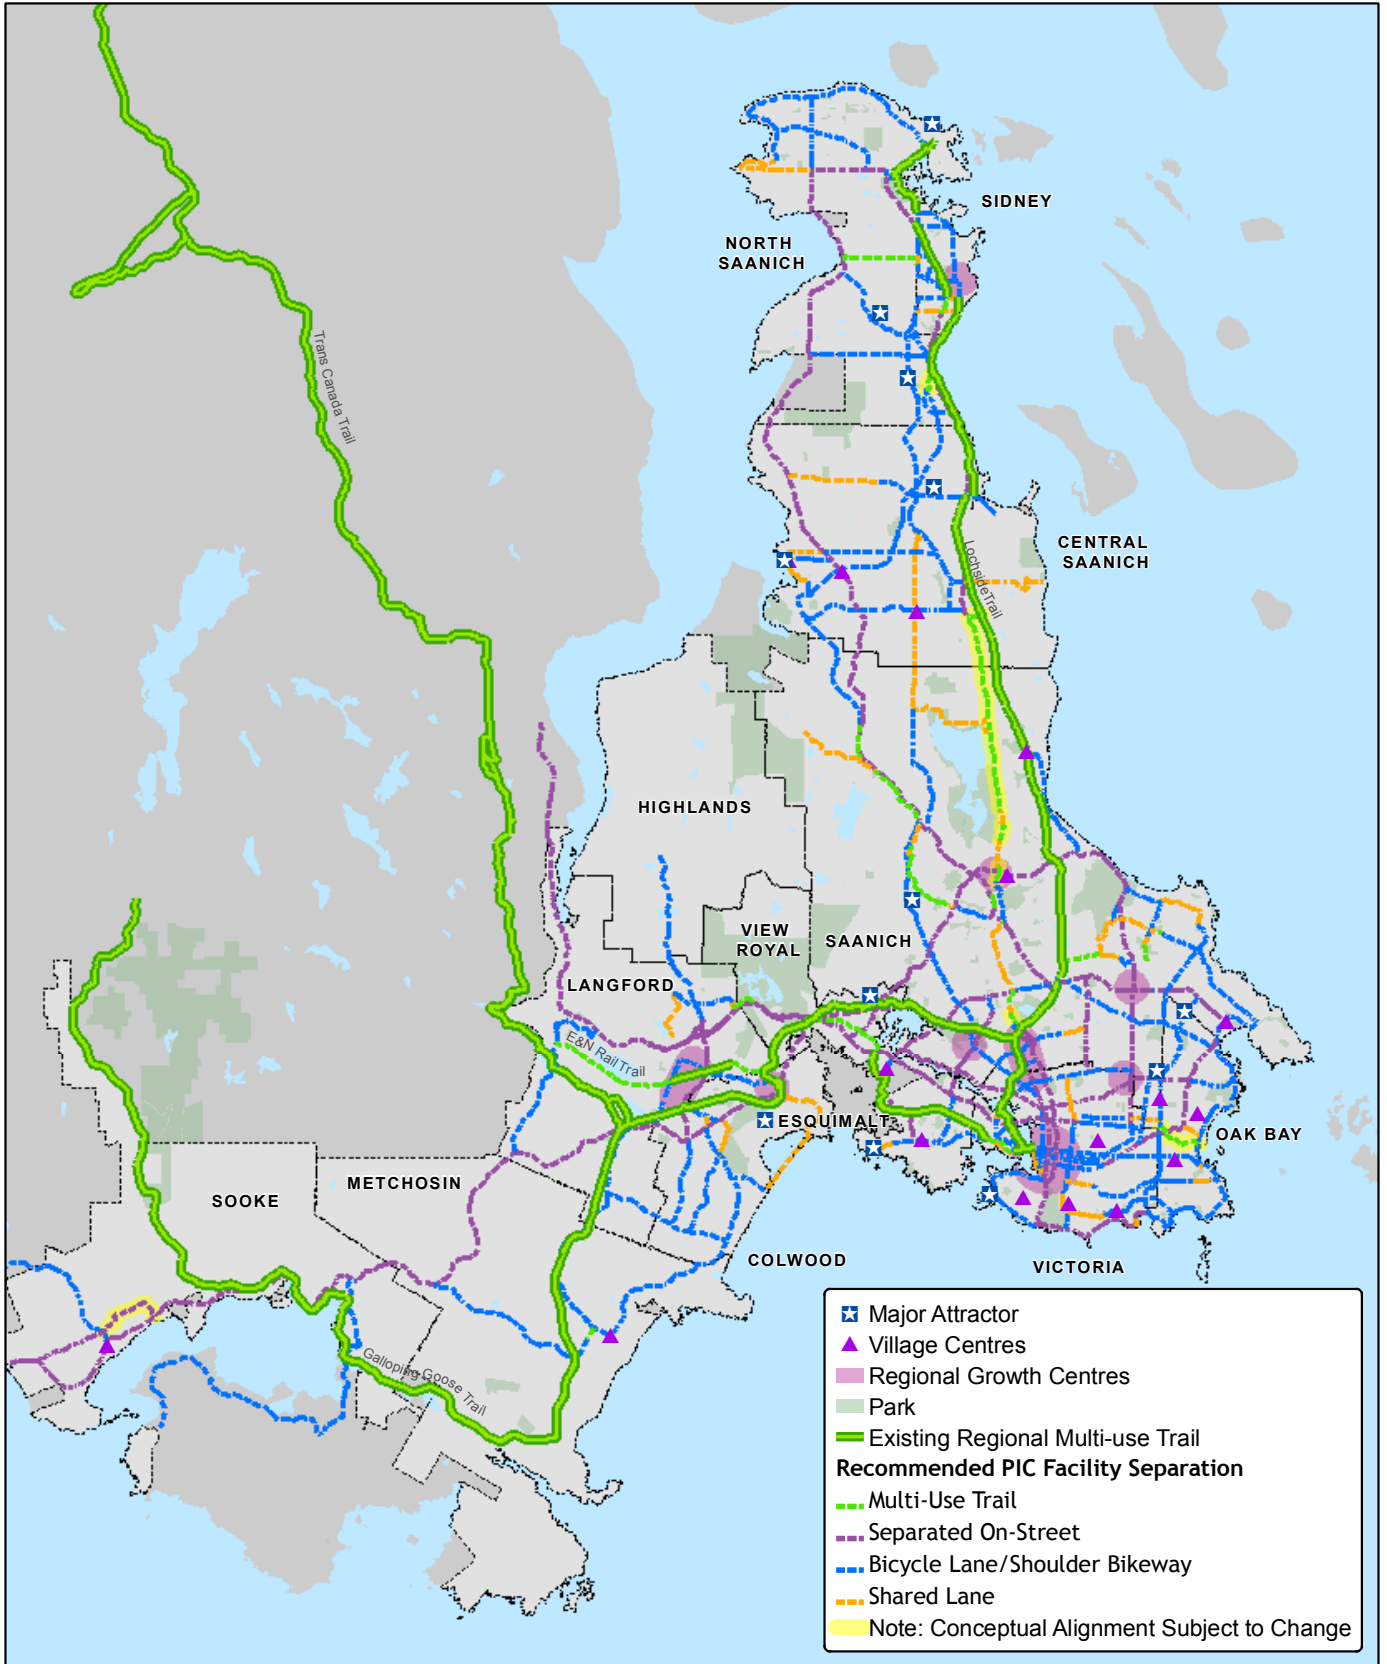 SIDNEY
NORTH
SAANICH
Trans Canada Trail
CENTRAL
SAANICH
LochsideTrail
HIGHLANDS
VIEW
ROYAL
SAANICH
LANGFORD
E&N Rail Trail
ESQUIMALT
OAK BAY
METCHOSIN
SOOKE
COLWOOD
VICTORIA
Galloping Goose Trail
Major Attractor
Village Centres
Regional Growth Centres
Park
Existing Regional Multi-use Trail
Recommended PIC Facility Separation
Multi-Use Trail
Separated On-Street
Bicycle Lane/Shoulder Bikeway
Shared Lane
Note: Conceptual Alignment Subject to Change